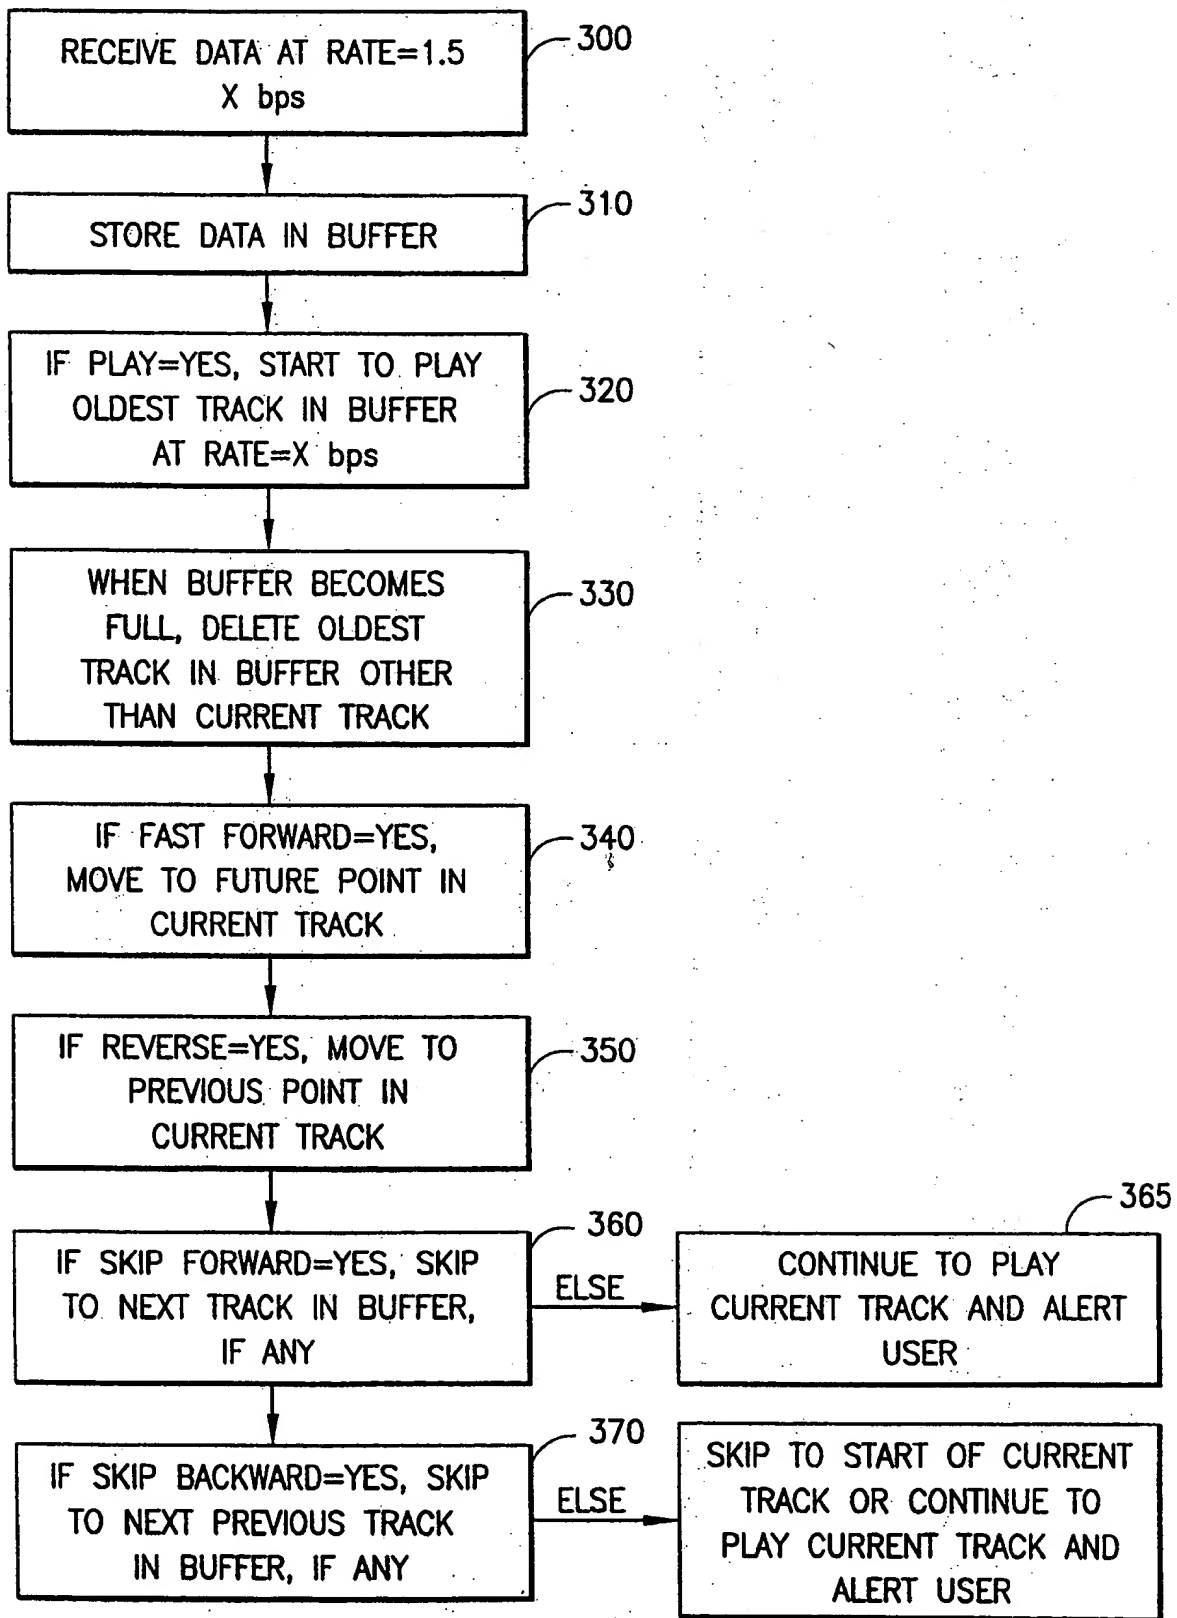 RECEIVE DATA AT RATE=1.5
X bps
300
STORE DATA IN BUFFER
310
IF PLAY=YES, START TO PLAY
OLDEST TRACK IN BUFFER
AT RATE=X bps
320
WHEN BUFFER BECOMES
FULL, DELETE OLDEST
TRACK IN BUFFER OTHER
THAN CURRENT TRACK
330
IF FAST FORWARD=YES,
MOVE TO FUTURE POINT IN
CURRENT TRACK
340
IF REVERSE=YES, MOVE TO
PREVIOUS POINT IN
CURRENT TRACK
350
IF SKIP FORWARD=YES, SKIP
TO NEXT TRACK IN BUFFER,
IF ANY
360
ELSE
CONTINUE TO PLAY
CURRENT TRACK AND ALERT
USER
365
IF SKIP BACKWARD=YES, SKIP
TO NEXT PREVIOUS TRACK
IN BUFFER, IF ANY
370
ELSE
SKIP TO START OF CURRENT
TRACK OR CONTINUE TO
PLAY CURRENT TRACK AND
ALERT USER